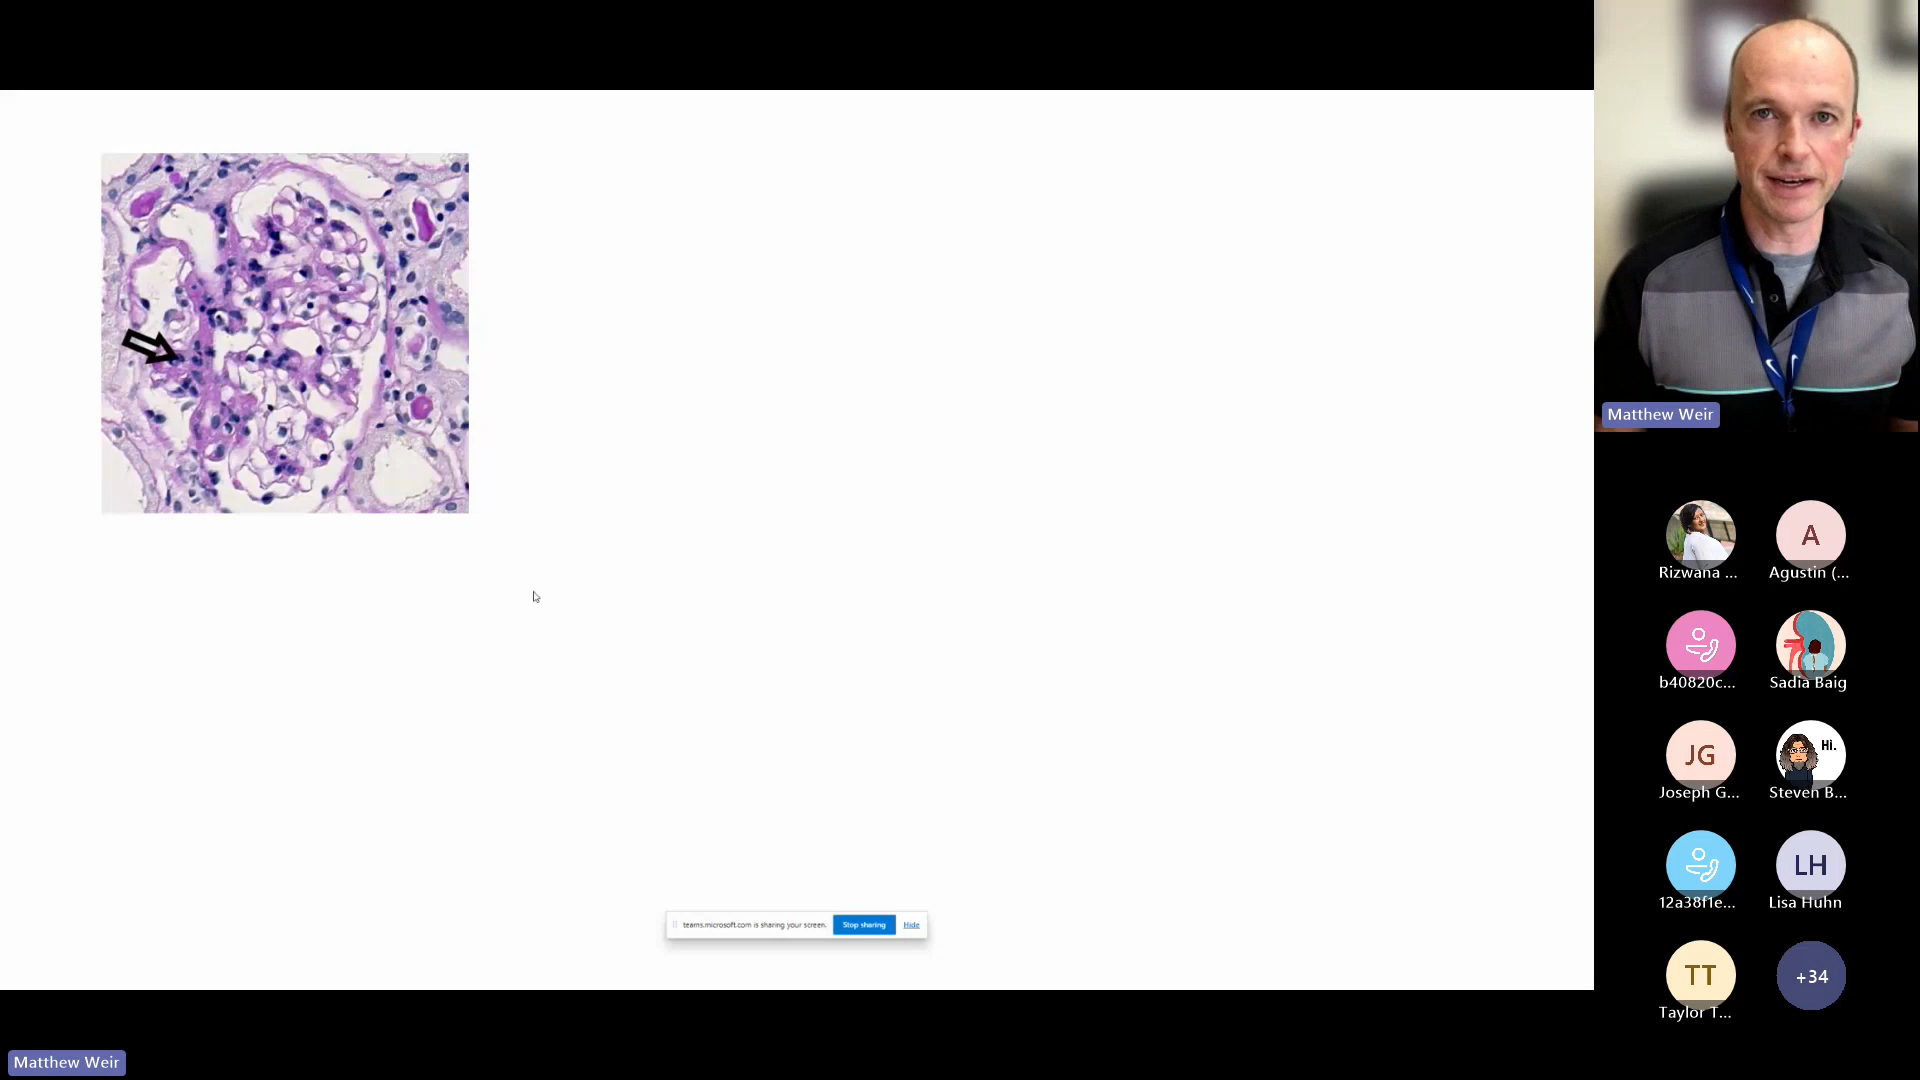 teams.microsoft.com is sharing your screen. Stop sharing Hide
Matthew Weir
A
Rizwana ... Agustin (...
b40820c... Sadia Baig
JG Hi.
Joseph G... Steven B...
LH
12a38f1e... Lisa Huhn
TT +34
Taylor T...
Matthew Weir